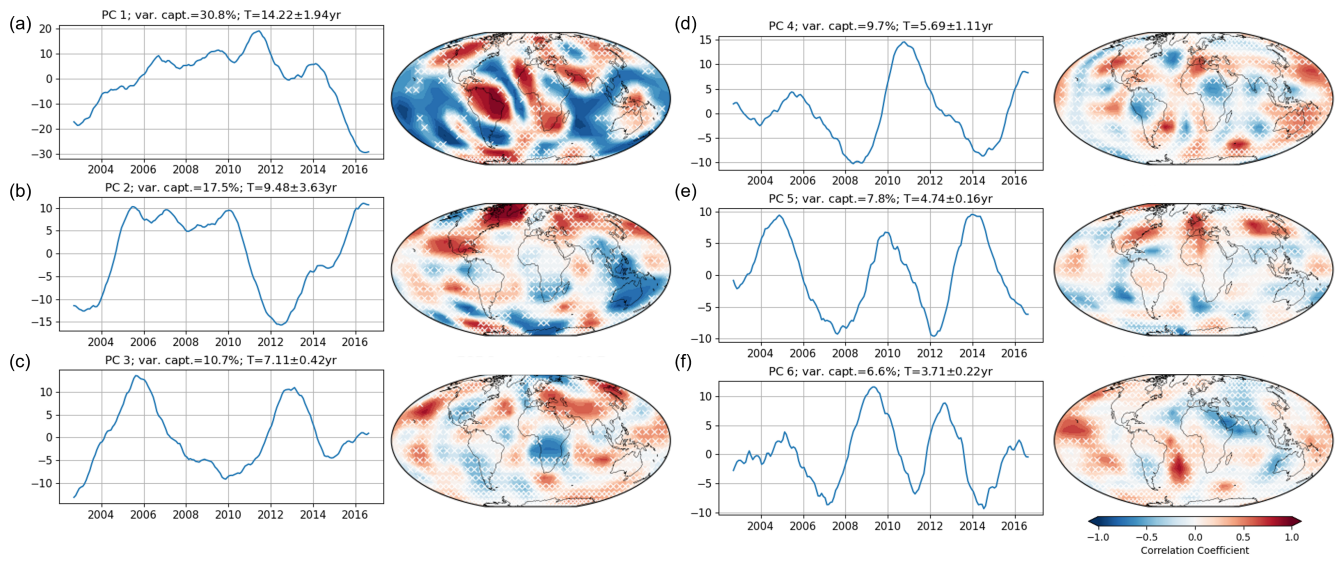 (a)
PC 1; var. capt.=30.8%; T=14.22±1.94yr
20
10
0
−10
−20
−30
2004 2006 2008 2010 2012 2014 2016
(b)
PC 2; var. capt.=17.5%; T=9.48±3.63yr
10
5
0
−5
−10
−15
2004 2006 2008 2010 2012 2014 2016
(c)
PC 3; var. capt.=10.7%; T=7.11±0.42yr
10
5
0
−5
−10
2004 2006 2008 2010 2012 2014 2016
(d)
PC 4; var. capt.=9.7%; T=5.69±1.11yr
15
10
5
0
−5
−10
2004 2006 2008 2010 2012 2014 2016
(e)
PC 5; var. capt.=7.8%; T=4.74±0.16yr
10
5
0
−5
−10
2004 2006 2008 2010 2012 2014 2016
(f)
PC 6; var. capt.=6.6%; T=3.71±0.22yr
10
5
0
−5
−10
2004 2006 2008 2010 2012 2014 2016
−1.0 −0.5 0.0 0.5 1.0
Correlation Coefficient